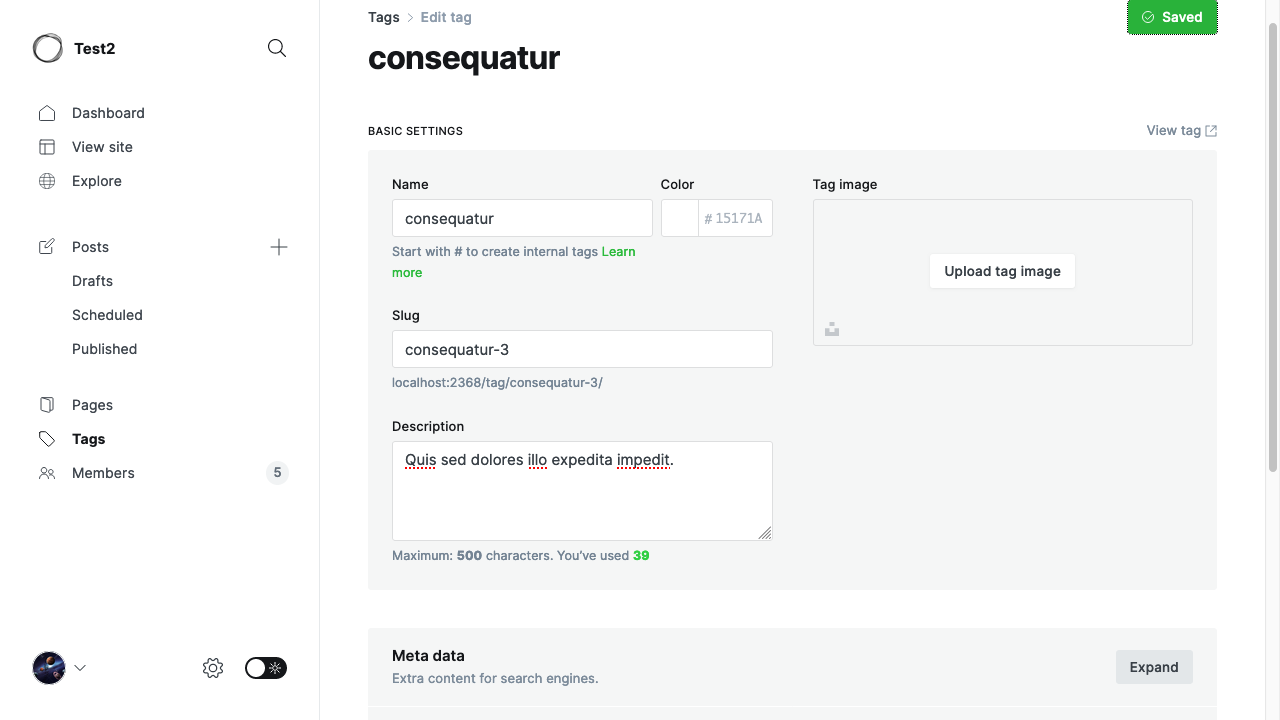 Test2
Dashboard
View site
Explore
Posts
Drafts
Scheduled
Published
Pages
Tags
Members 5
Tags Edit tag
Saved
consequatur
BASIC SETTINGS
View tag
Name
consequatur
Start with # to create internal tags Learn
more
Color
# 15171A
Slug
consequatur-3
localhost:2368/tag/consequatur-3/
Description
Quis sed dolores illo expedita impedit.
Maximum: 500 characters. You’ve used 39
Tag image
Upload tag image
Meta data
Extra content for search engines.
Expand